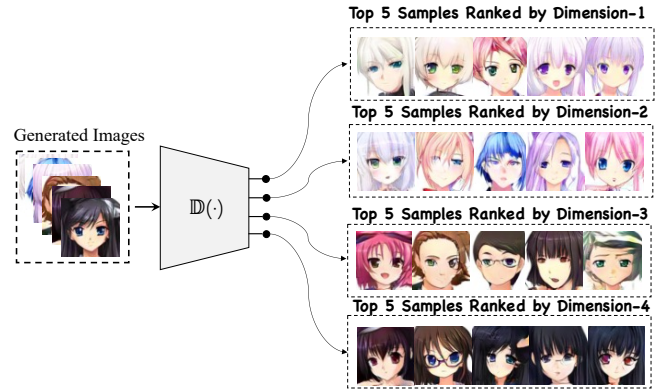 Top 5 Samples Ranked by Dimension-1
Top 5 Samples Ranked by Dimension-2
Generated Images
𝔻(·)
Top 5 Samples Ranked by Dimension-3
Top 5 Samples Ranked by Dimension-4